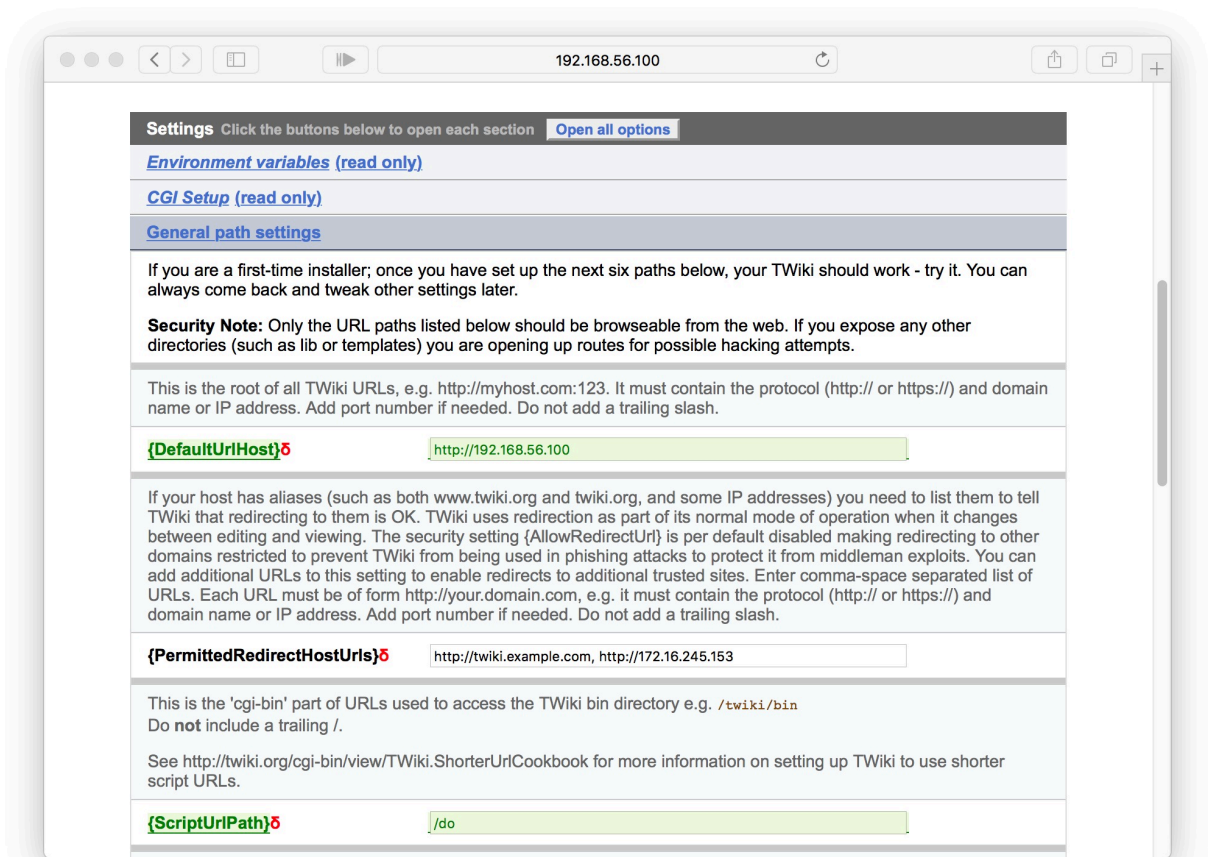 192.168.56.100
Settings Click the buttons below to open each section Open all options
Environment variables (read only)
CGI Setup (read only)
General path settings
If you are a first-time installer; once you have set up the next six paths below, your TWiki should work - try it. You can
always come back and tweak other settings later.
Security Note: Only the URL paths listed below should be browseable from the web. If you expose any other
directories (such as lib or templates) you are opening up routes for possible hacking attempts.
This is the root of all TWiki URLs, e.g. http://myhost.com:123. It must contain the protocol (http:// or https://) and domain
name or IP address. Add port number if needed. Do not add a trailing slash.
{DefaultUrlHost}δ http://192.168.56.100
If your host has aliases (such as both www.twiki.org and twiki.org, and some IP addresses) you need to list them to tell
TWiki that redirecting to them is OK. TWiki uses redirection as part of its normal mode of operation when it changes
between editing and viewing. The security setting {AllowRedirectUrl} is per default disabled making redirecting to other
domains restricted to prevent TWiki from being used in phishing attacks to protect it from middleman exploits. You can
add additional URLs to this setting to enable redirects to additional trusted sites. Enter comma-space separated list of
URLs. Each URL must be of form http://your.domain.com, e.g. it must contain the protocol (http:// or https://) and
domain name or IP address. Add port number if needed. Do not add a trailing slash.
{PermittedRedirectHostUrls}δ http://twiki.example.com, http://172.16.245.153
This is the 'cgi-bin' part of URLs used to access the TWiki bin directory e.g. /twiki/bin
Do not include a trailing /.
See http://twiki.org/cgi-bin/view/TWiki.ShorterUrlCookbook for more information on setting up TWiki to use shorter
script URLs.
{ScriptUrlPath}δ /do